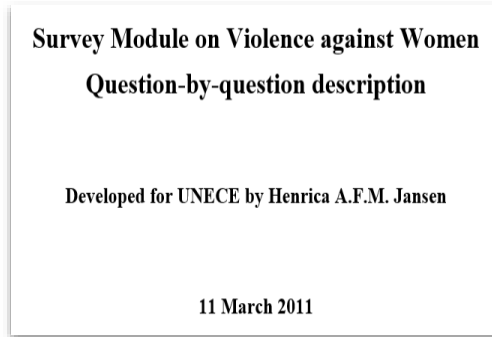 Survey Module on Violence against Women
Question-by-question description
Developed for UNECE by Henrica A.F.M. Jansen
11 March 2011